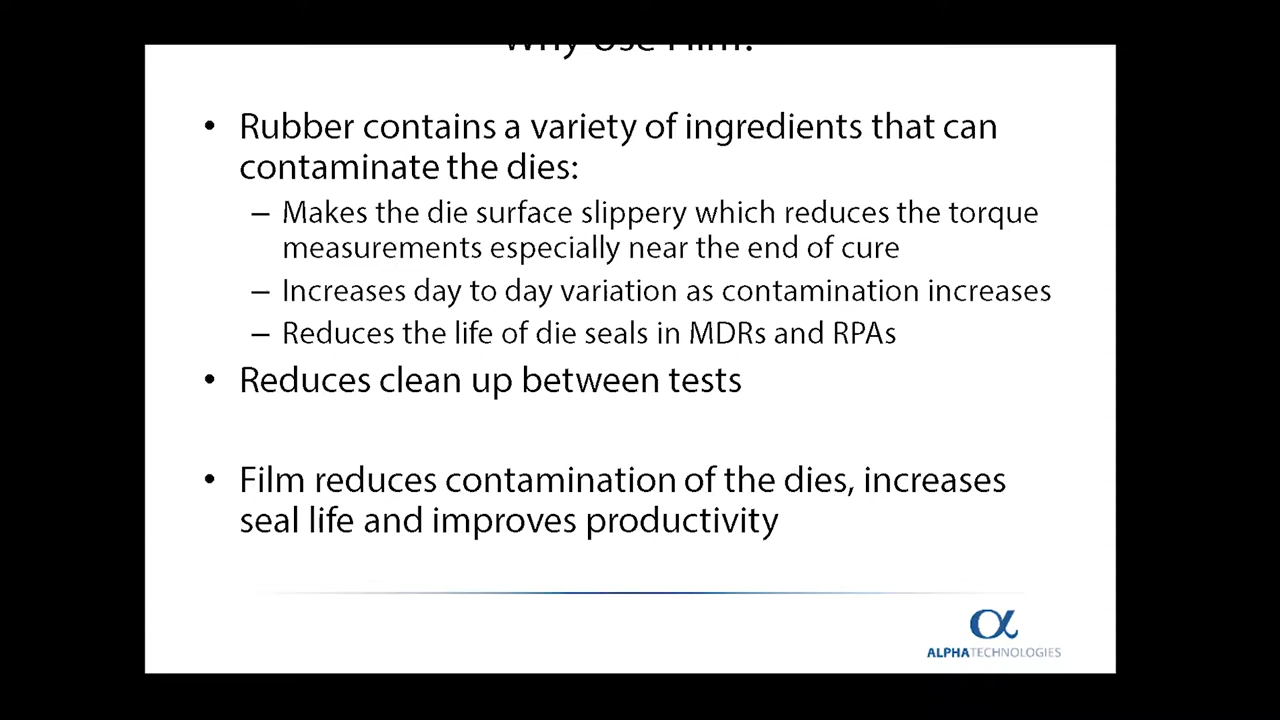 Why Use Film?
• Rubber contains a variety of ingredients that can
contaminate the dies:
– Makes the die surface slippery which reduces the torque
measurements especially near the end of cure
– Increases day to day variation as contamination increases
– Reduces the life of die seals in MDRs and RPAs
• Reduces clean up between tests
• Film reduces contamination of the dies, increases
seal life and improves productivity
ALPHATECHNOLOGIES